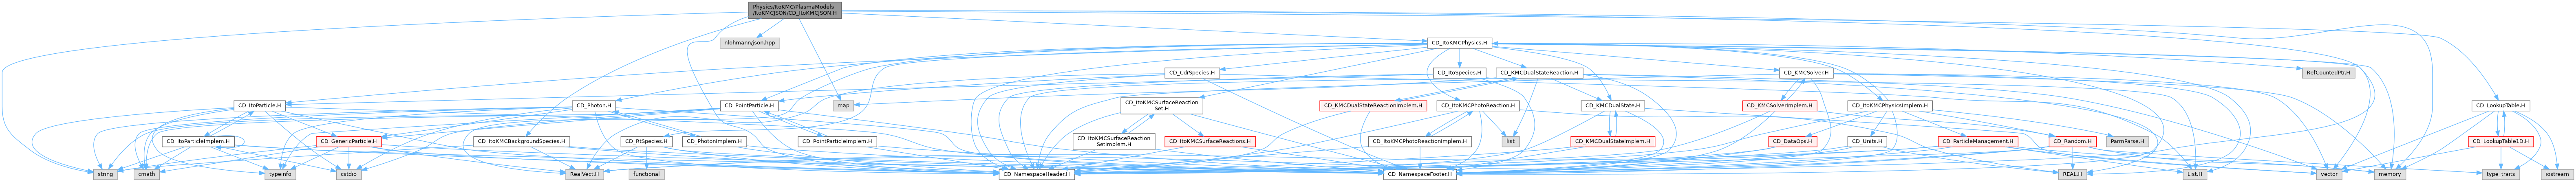 Physics/ItoKMC/PlasmaModels
/ItoKMCJSON/CD_ItoKMCJSON.H
nlohmann/json.hpp
CD_ItoKMCPhysics.H
CD_CdrSpecies.H
CD_ItoSpecies.H
CD_KMCDualStateReaction.H
CD_KMCSolver.H
RefCountedPtr.H
CD_ItoParticle.H
CD_Photon.H
CD_PointParticle.H
map
CD_ItoKMCSurfaceReaction
Set.H
CD_KMCDualStateReactionImplem.H
CD_ItoKMCPhotoReaction.H
CD_KMCDualState.H
CD_KMCSolverImplem.H
CD_ItoKMCPhysicsImplem.H
CD_LookupTable.H
CD_ItoParticleImplem.H
CD_GenericParticle.H
CD_ItoKMCBackgroundSpecies.H
CD_RtSpecies.H
CD_PhotonImplem.H
CD_PointParticleImplem.H
CD_ItoKMCSurfaceReaction
SetImplem.H
CD_ItoKMCSurfaceReactions.H
list
CD_ItoKMCPhotoReactionImplem.H
CD_KMCDualStateImplem.H
CD_DataOps.H
CD_Units.H
CD_ParticleManagement.H
CD_Random.H
ParmParse.H
CD_LookupTable1D.H
string
cmath
typeinfo
cstdio
RealVect.H
functional
CD_NamespaceHeader.H
CD_NamespaceFooter.H
REAL.H
List.H
vector
memory
type_traits
iostream